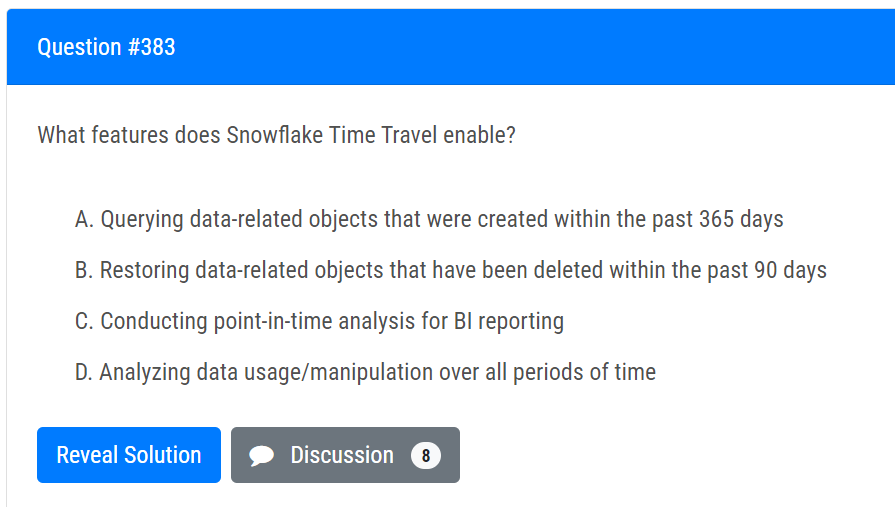 Question #383
What features does Snowflake Time Travel enable?
A. Querying data-related objects that were created within the past 365 days
B. Restoring data-related objects that have been deleted within the past 90 days
C. Conducting point-in-time analysis for BI reporting
D. Analyzing data usage/manipulation over all periods of time
Reveal Solution Discussion 8